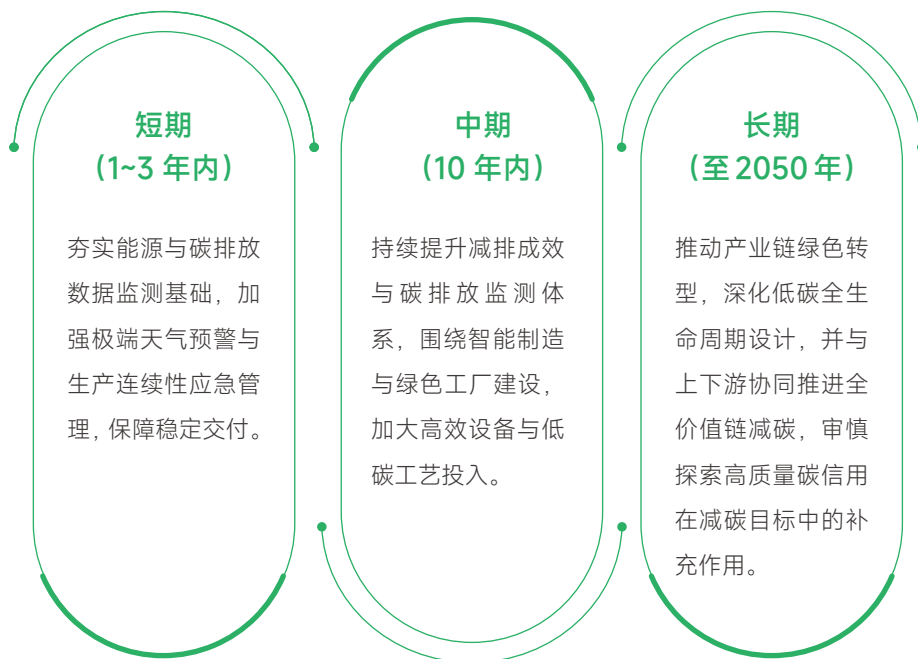 短期
(1~3 年内)
夯实能源与碳排放
数据监测基础，加
强极端天气预警与
生产连续性应急管
理，保障稳定交付。
中期
(10 年内)
持续提升减排成效
与碳排放监测体
系，围绕智能制造
与绿色工厂建设，
加大高效设备与低
碳工艺投入。
长期
(至 2050 年)
推动产业链绿色转
型，深化低碳全生
命周期设计，并与
上下游协同推进全
价值链减碳，审慎
探索高质量碳信用
在减碳目标中的补
充作用。